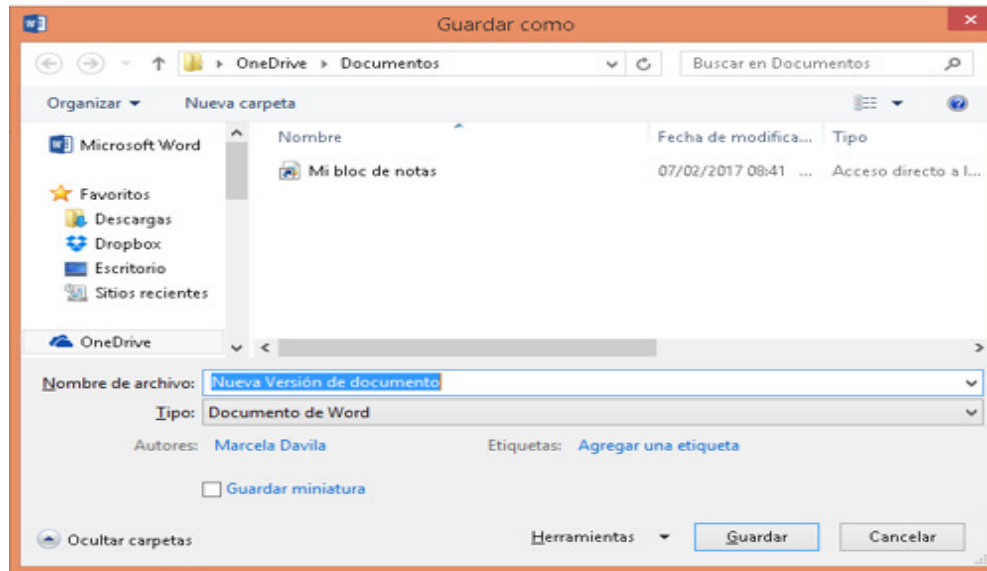 Guardar como
OneDrive Documentos Buscar en Documentos
Organizar Nueva carpeta
Microsoft Word
Favoritos
Descargas
Dropbox
Escritorio
Sitios recientes
OneDrive
Nombre Fecha de modifica... Tipo
Mi bloc de notas 07/02/2017 08:41 ... Acceso directo a l...
Nombre de archivo: Nueva Versión de documento
Tipo: Documento de Word
Autores: Marcela Davila Etiquetas: Agregar una etiqueta
Guardar miniatura
Ocultar carpetas Herramientas Guardar Cancelar